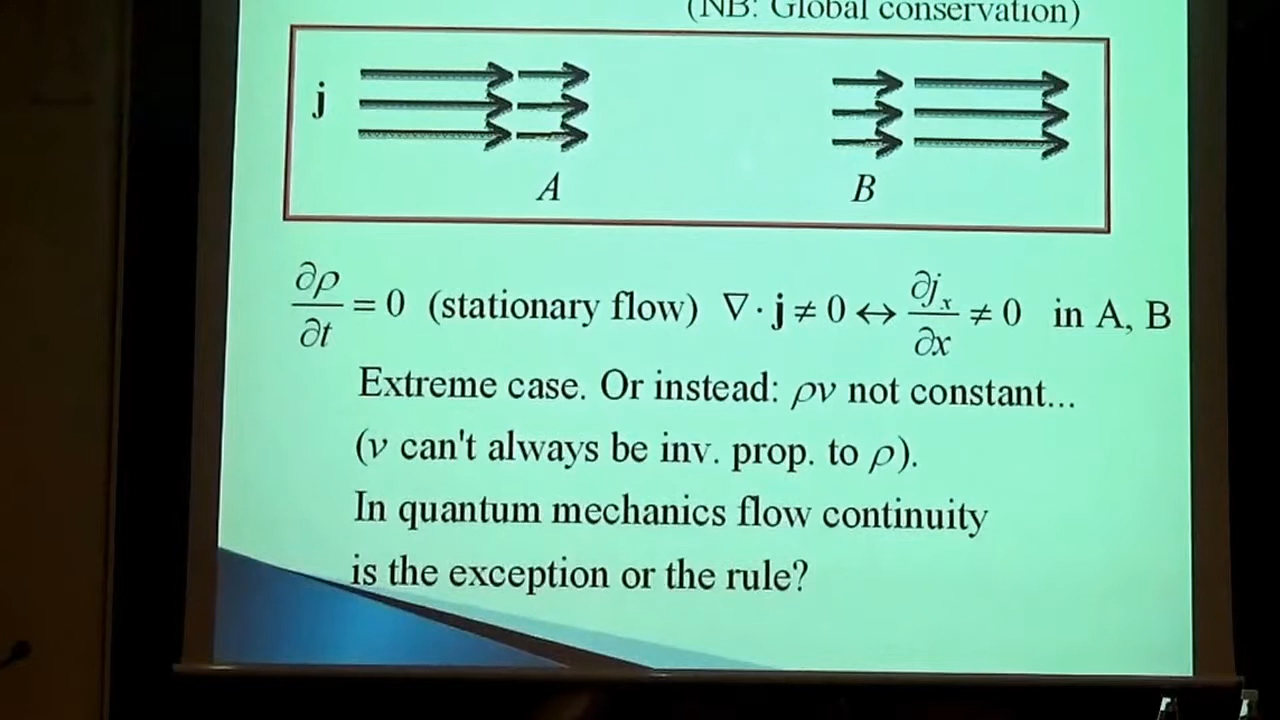 (NB: Global conservation)
j
A B
∂ρ/∂t = 0 (stationary flow) ∇·j ≠ 0 ↔ ∂jₓ/∂x ≠ 0 in A, B
Extreme case. Or instead: ρv not constant...
(v can't always be inv. prop. to ρ).
In quantum mechanics flow continuity
is the exception or the rule?